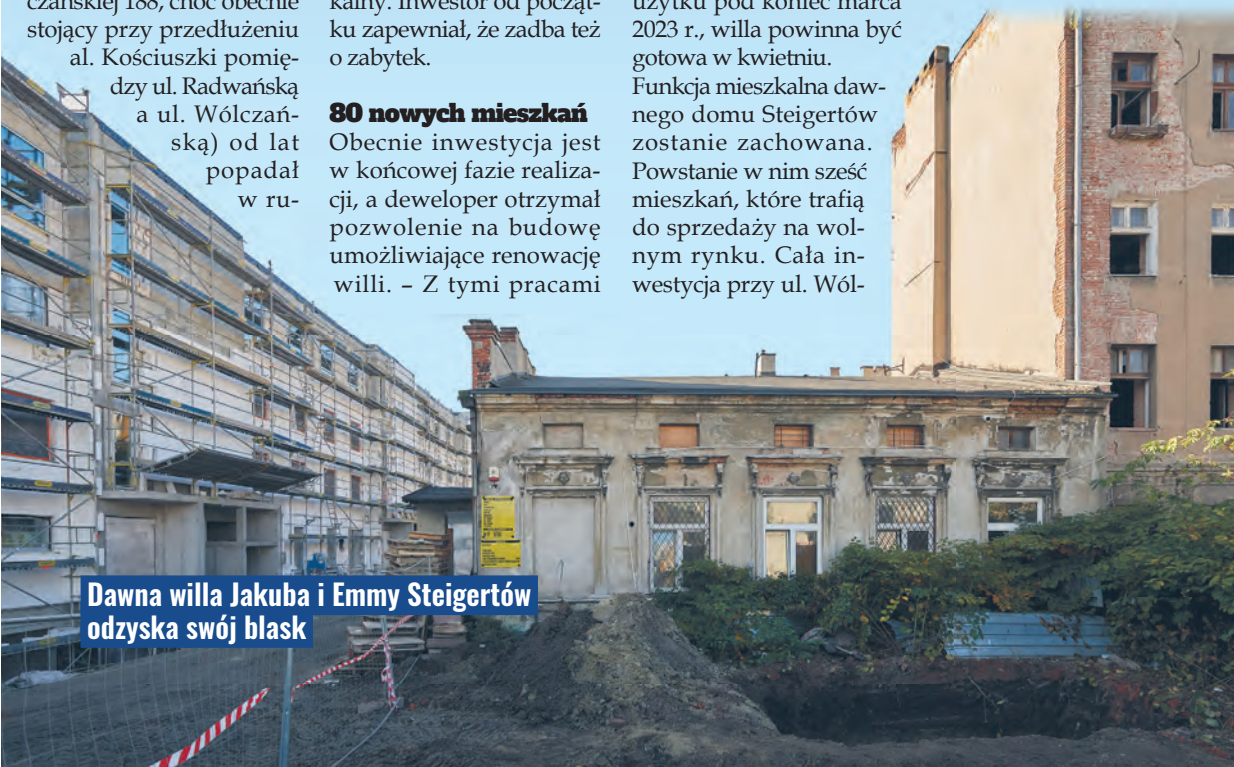 czańskiej 188, choć obecnie
stojący przy przedłużeniu
al. Kościuszki pomię-
dzy ul. Radwańską
a ul. Wólczań-
ską) od lat
popadał
w ru-
kalny. Inwestor od począt-
ku zapewniał, że zadba też
o zabytek.
80 nowych mieszkań
Obecnie inwestycja jest
w końcowej fazie realiza-
cji, a deweloper otrzymał
pozwolenie na budowę
umożliwiające renowację
willi. – Z tymi pracami
użytku pod koniec marca
2023 r., willa powinna być
gotowa w kwietniu.
Funkcja mieszkalna daw-
nego domu Steigertów
zostanie zachowana.
Powstanie w nim sześć
mieszkań, które trafią
do sprzedaży na wol-
nym rynku. Cała in-
westycja przy ul. Wól-
Dawna willa Jakuba i Emmy Steigertów
odzyska swój blask